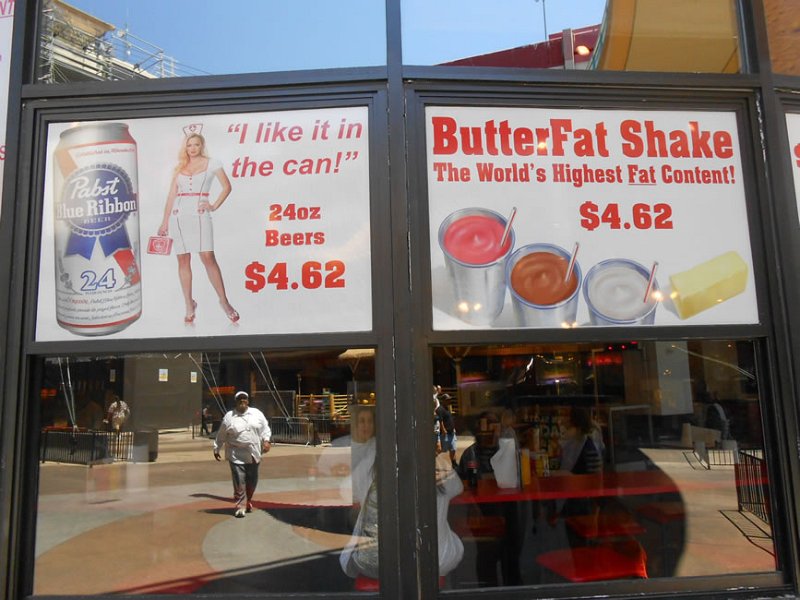 Pabst
Blue Ribbon
BEER
24
"I like it in
the can!"
24oz
Beers
$4.62
ButterFat Shake
The World's Highest Fat Content!
$4.62